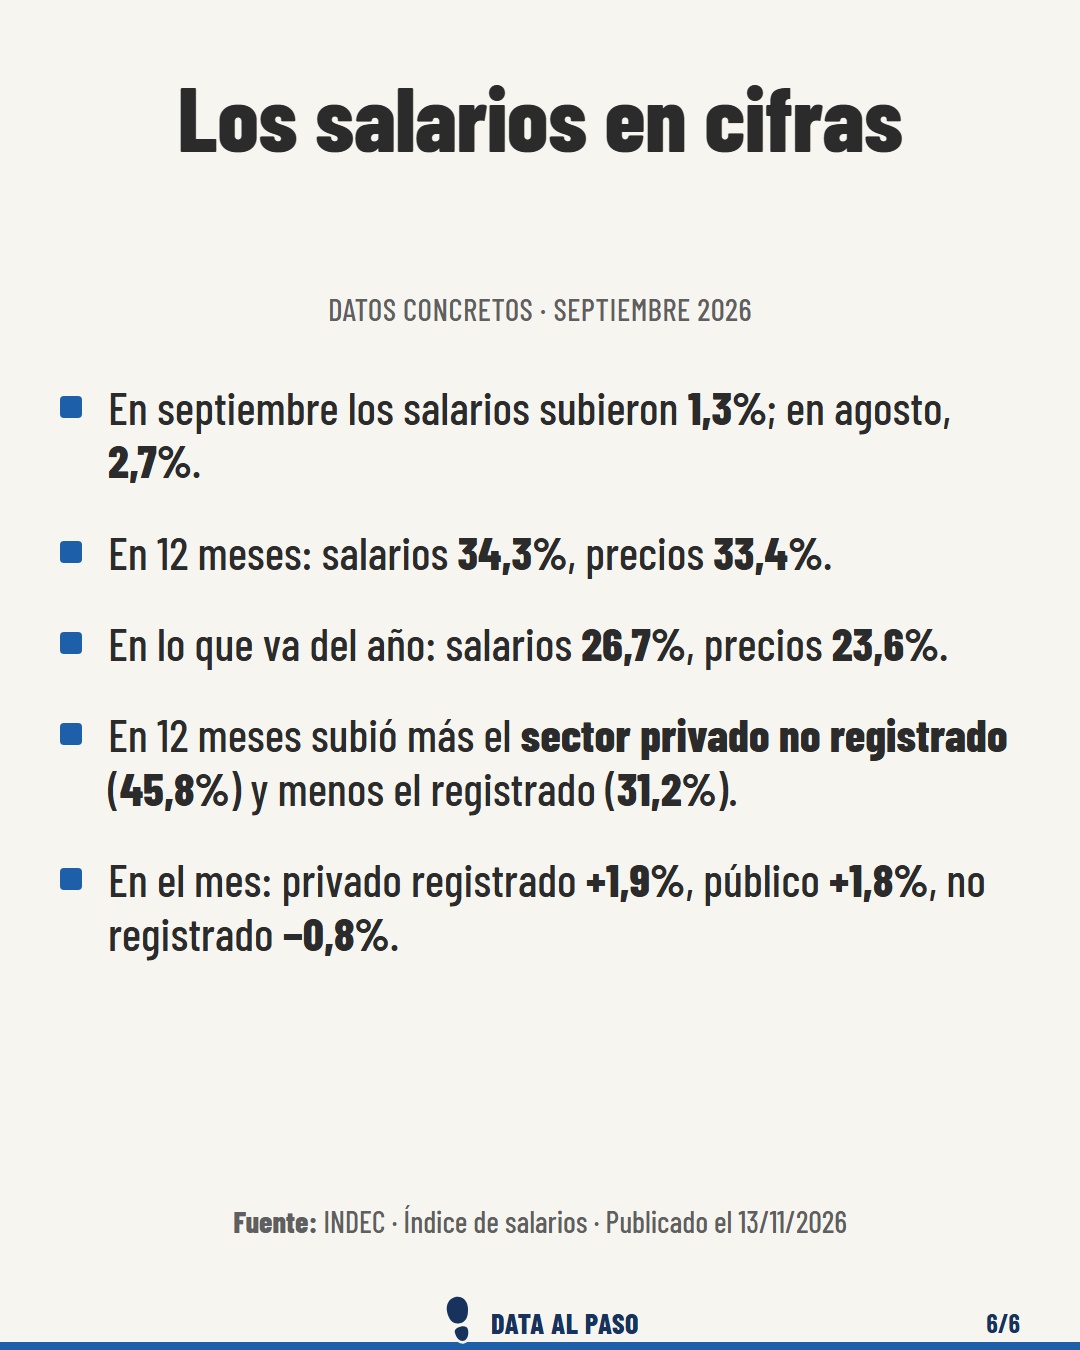 Los salarios en cifras
DATOS CONCRETOS · SEPTIEMBRE 2026
En septiembre los salarios subieron 1,3%; en agosto,
2,7%.
En 12 meses: salarios 34,3%, precios 33,4%.
En lo que va del año: salarios 26,7%, precios 23,6%.
En 12 meses subió más el sector privado no registrado
(45,8%) y menos el registrado (31,2%).
En el mes: privado registrado +1,9%, público +1,8%, no
registrado −0,8%.
Fuente: INDEC · Índice de salarios · Publicado el 13/11/2026
DATA AL PASO
6/6